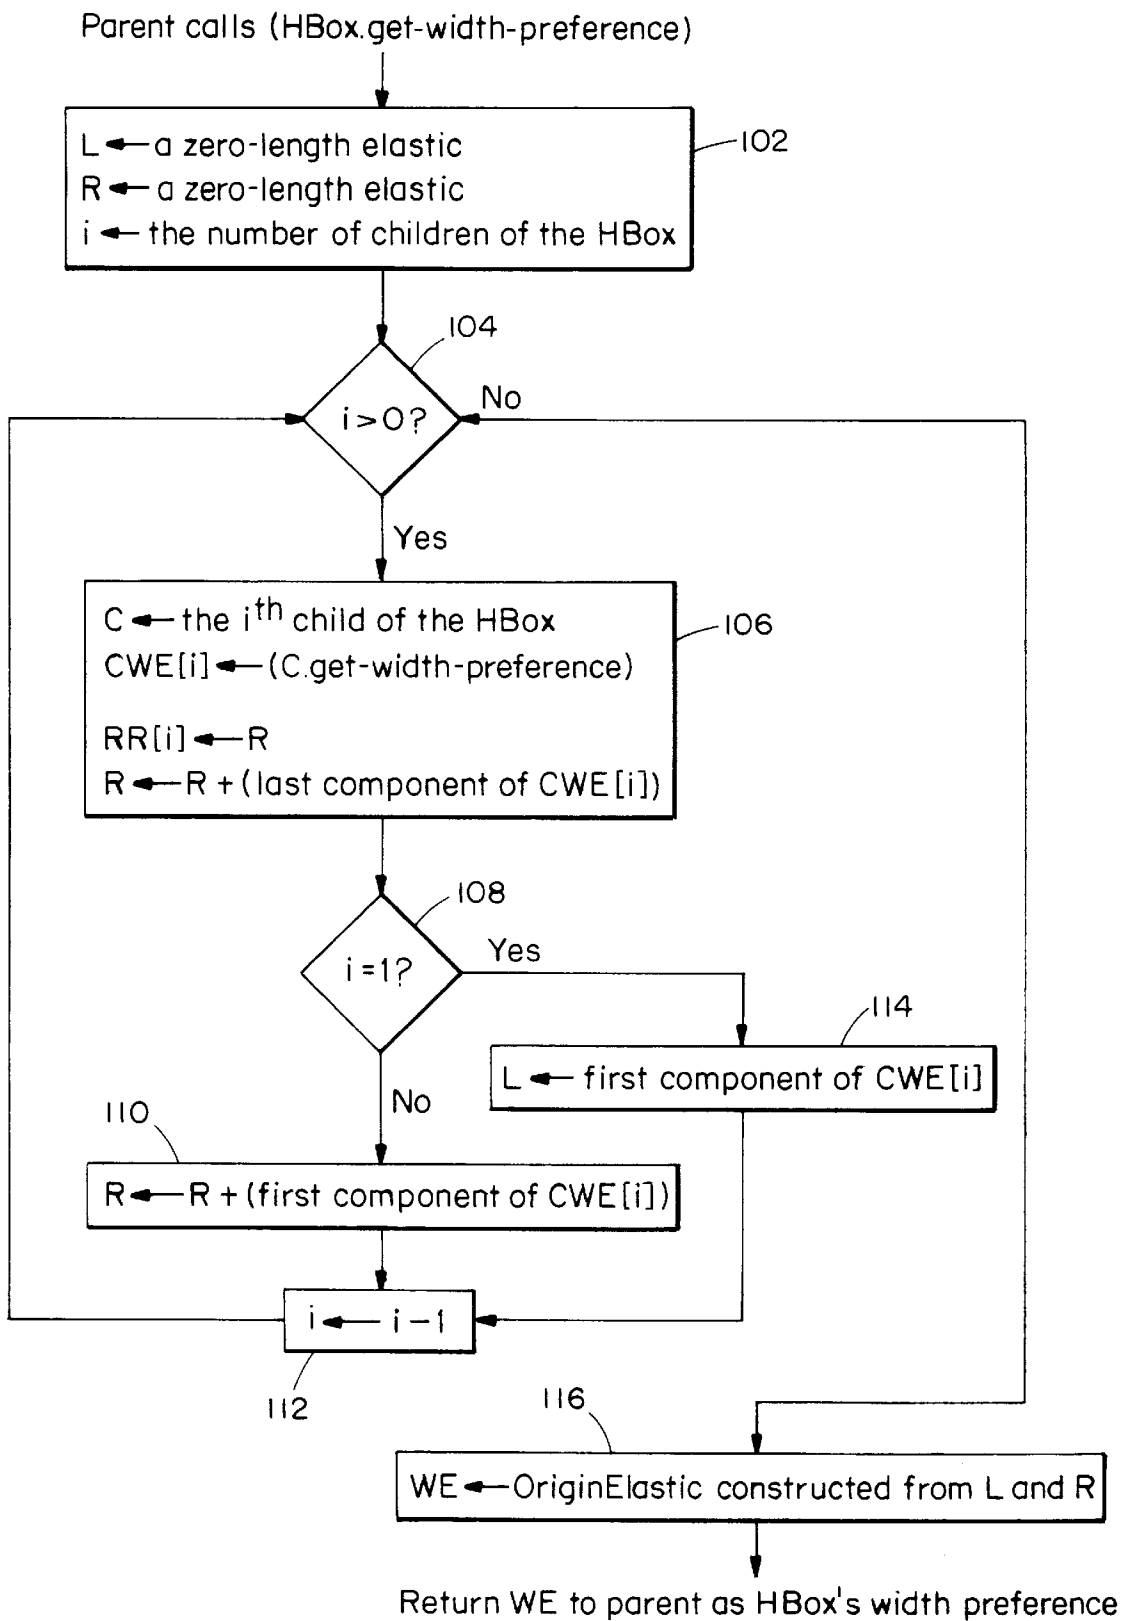 Parent calls (HBox.get-width-preference)
L ← a zero-length elastic
R ← a zero-length elastic
i ← the number of children of the HBox
102
104
i > 0?
No
Yes
C ← the i^th child of the HBox
CWE[i] ← (C.get-width-preference)
RR[i] ← R
R ← R + (last component of CWE[i])
106
108
i = 1?
Yes
114
L ← first component of CWE[i]
No
110
R ← R + (first component of CWE[i])
i ← i - 1
112
116
WE ← OriginElastic constructed from L and R
Return WE to parent as HBox's width preference